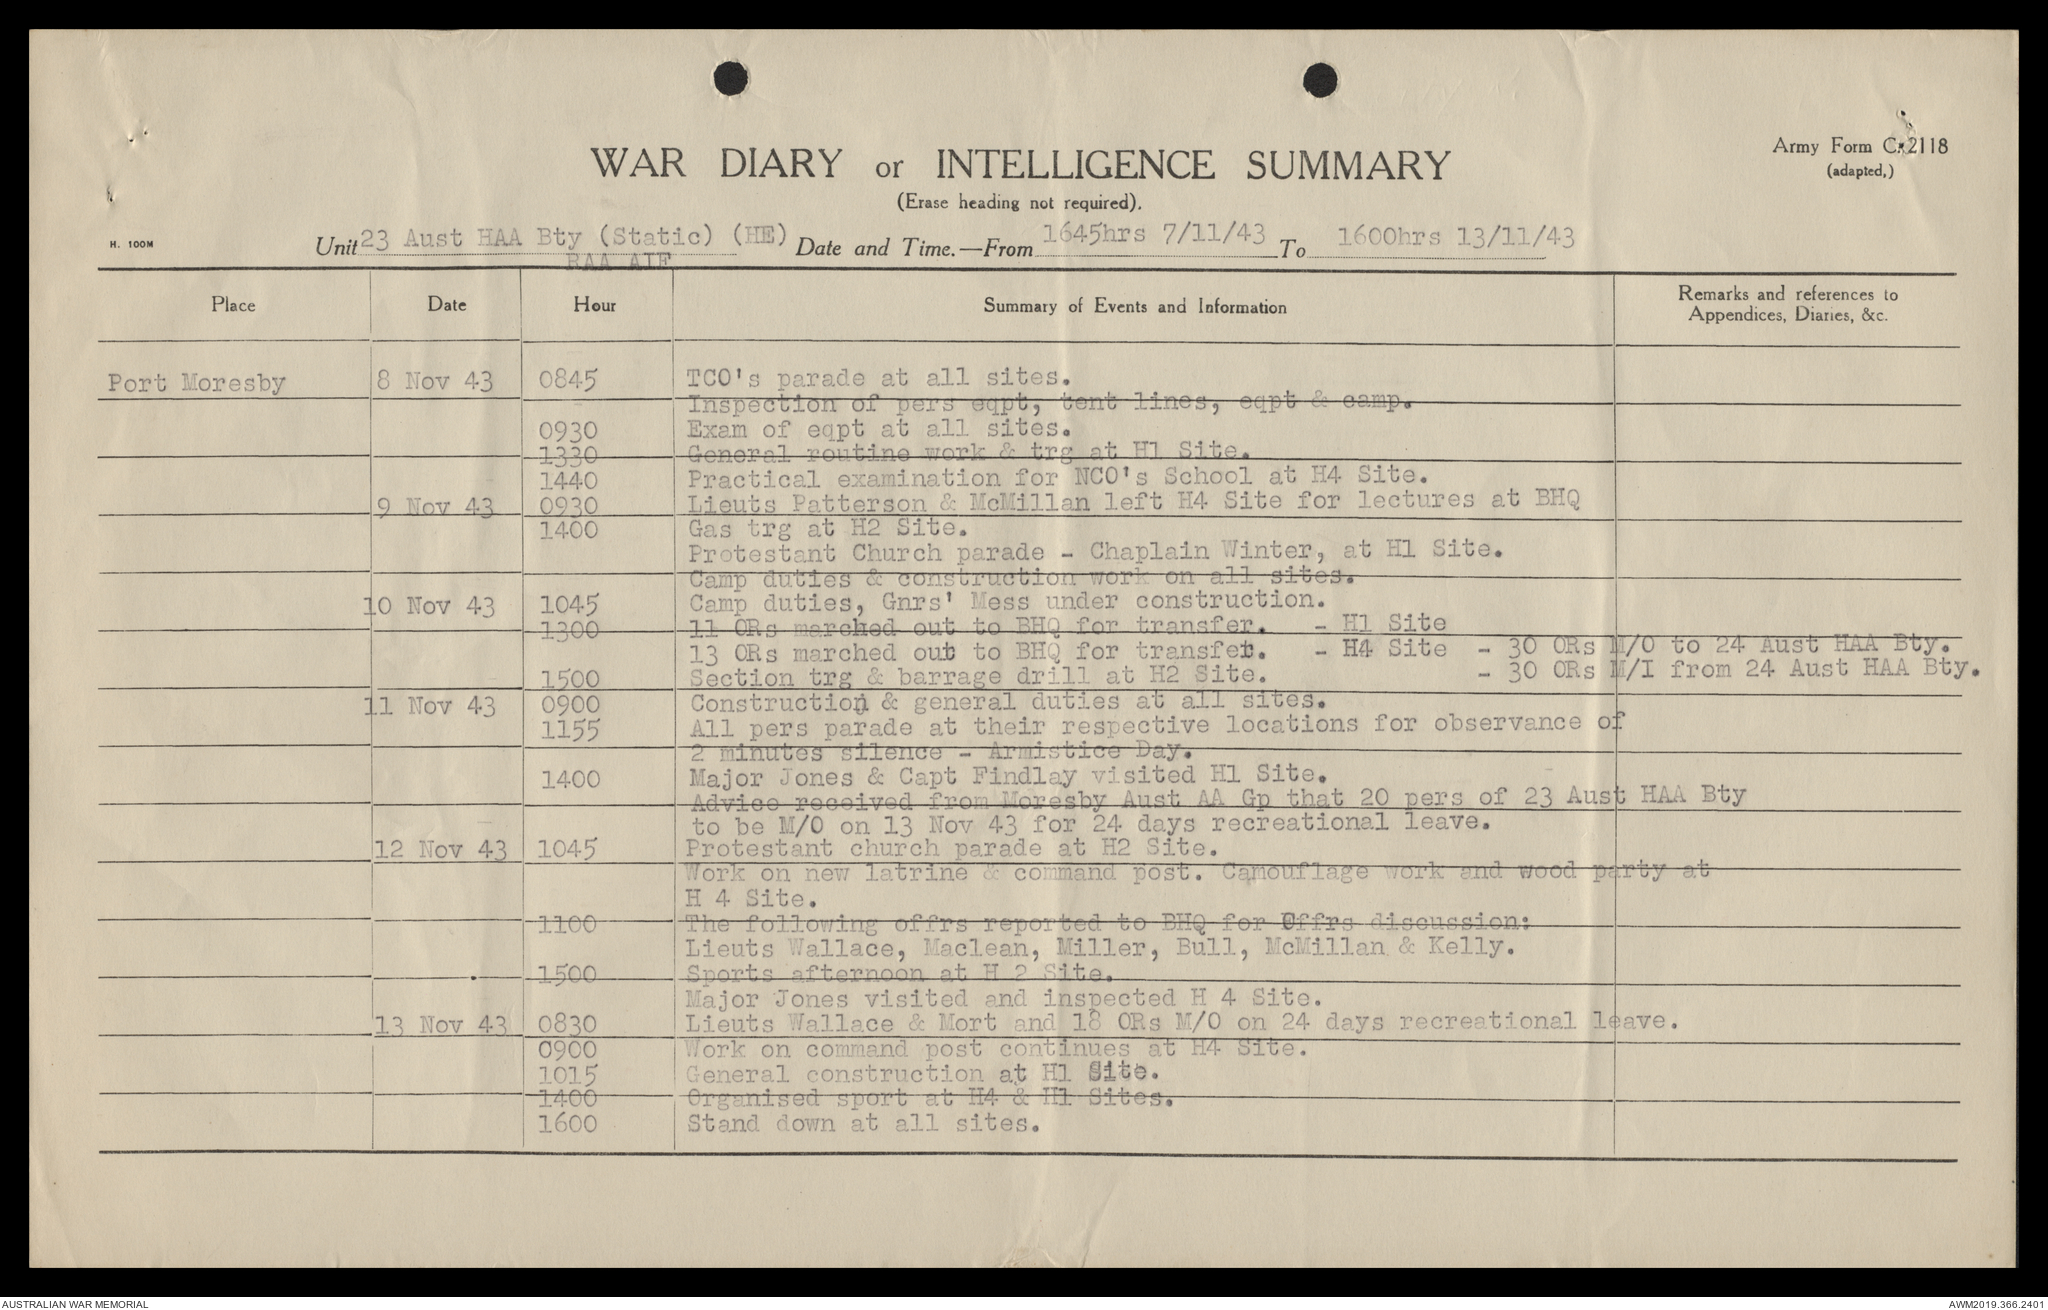 WAR DIARY or INTELLIGENCE SUMMARY
Army Form C.2118
(adapted,)
(Erase heading not required).
H. 100M
Unit 23 Aust HAA Bty (Static) (HE) Date and Time.—From 1645hrs 7/11/43 To 1600hrs 13/11/43
RAA AIF
Place Date Hour Summary of Events and Information Remarks and references to
Appendices, Diaries, &c.
Port Moresby 8 Nov 43 0845 TCO's parade at all sites.
Inspection of pers eqpt, tent lines, eqpt & camp.
0930 Exam of eqpt at all sites.
1330 General routine work & trg at H1 Site.
1440 Practical examination for NCO's School at H4 Site.
9 Nov 43 0930 Lieuts Patterson & McMillan left H4 Site for lectures at BHQ
1400 Gas trg at H2 Site.
Protestant Church parade - Chaplain Winter, at H1 Site.
Camp duties & construction work on all sites.
10 Nov 43 1045 Camp duties, Gnrs' Mess under construction.
1300 11 ORs marched out to BHQ for transfer. - H1 Site
13 ORs marched out to BHQ for transfer. - H4 Site - 30 ORs M/O to 24 Aust HAA Bty.
1500 Section trg & barrage drill at H2 Site. - 30 ORs M/I from 24 Aust HAA Bty.
11 Nov 43 0900 Construction & general duties at all sites.
1155 All pers parade at their respective locations for observance of
2 minutes silence - Armistice Day.
1400 Major Jones & Capt Findlay visited H1 Site.
Advice received from Moresby Aust AA Gp that 20 pers of 23 Aust HAA Bty
to be M/O on 13 Nov 43 for 24 days recreational leave.
12 Nov 43 1045 Protestant church parade at H2 Site.
Work on new latrine & command post. Camouflage work and wood party at
H 4 Site.
1100 The following offrs reported to BHQ for Offrs discussion:
Lieuts Wallace, Maclean, Miller, Bull, McMillan & Kelly.
1500 Sports afternoon at H 2 Site.
Major Jones visited and inspected H 4 Site.
13 Nov 43 0830 Lieuts Wallace & Mort and 18 ORs M/O on 24 days recreational leave.
0900 Work on command post continues at H4 Site.
1015 General construction at H1 Site.
1400 Organised sport at H4 & H1 Sites.
1600 Stand down at all sites.
AUSTRALIAN WAR MEMORIAL
AWM2019.366.2401